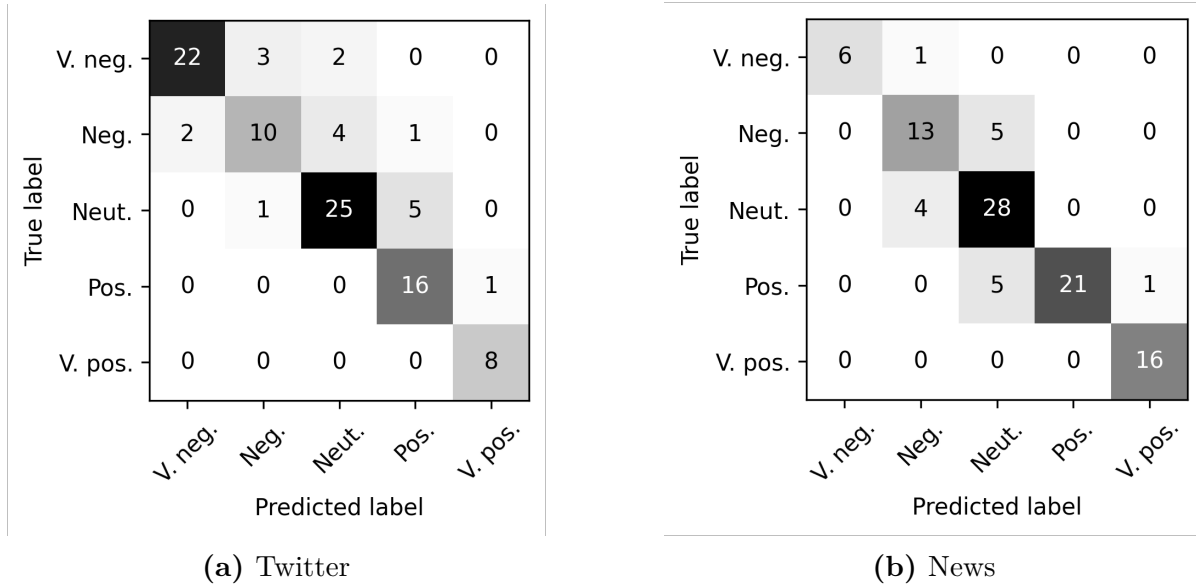 True label
V. neg. 22 3 2 0 0
Neg. 2 10 4 1 0
Neut. 0 1 25 5 0
Pos. 0 0 0 16 1
V. pos. 0 0 0 0 8
V. neg. Neg. Neut. Pos. V. pos.
Predicted label
(a) Twitter
True label
V. neg. 6 1 0 0 0
Neg. 0 13 5 0 0
Neut. 0 4 28 0 0
Pos. 0 0 5 21 1
V. pos. 0 0 0 0 16
V. neg. Neg. Neut. Pos. V. pos.
Predicted label
(b) News